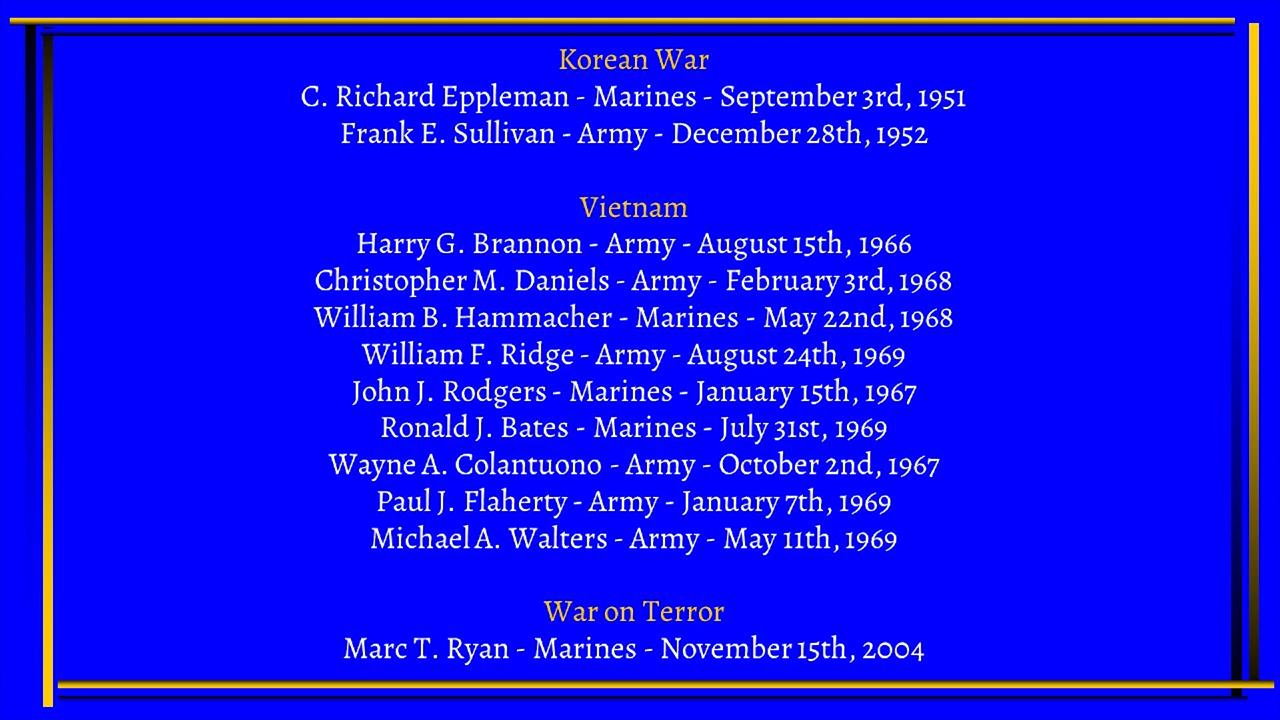 Korean War
C. Richard Eppleman - Marines - September 3rd, 1951
Frank E. Sullivan - Army - December 28th, 1952
Vietnam
Harry G. Brannon - Army - August 15th, 1966
Christopher M. Daniels - Army - February 3rd, 1968
William B. Hammacher - Marines - May 22nd, 1968
William F. Ridge - Army - August 24th, 1969
John J. Rodgers - Marines - January 15th, 1967
Ronald J. Bates - Marines - July 31st, 1969
Wayne A. Colantuono - Army - October 2nd, 1967
Paul J. Flaherty - Army - January 7th, 1969
Michael A. Walters - Army - May 11th, 1969
War on Terror
Marc T. Ryan - Marines - November 15th, 2004